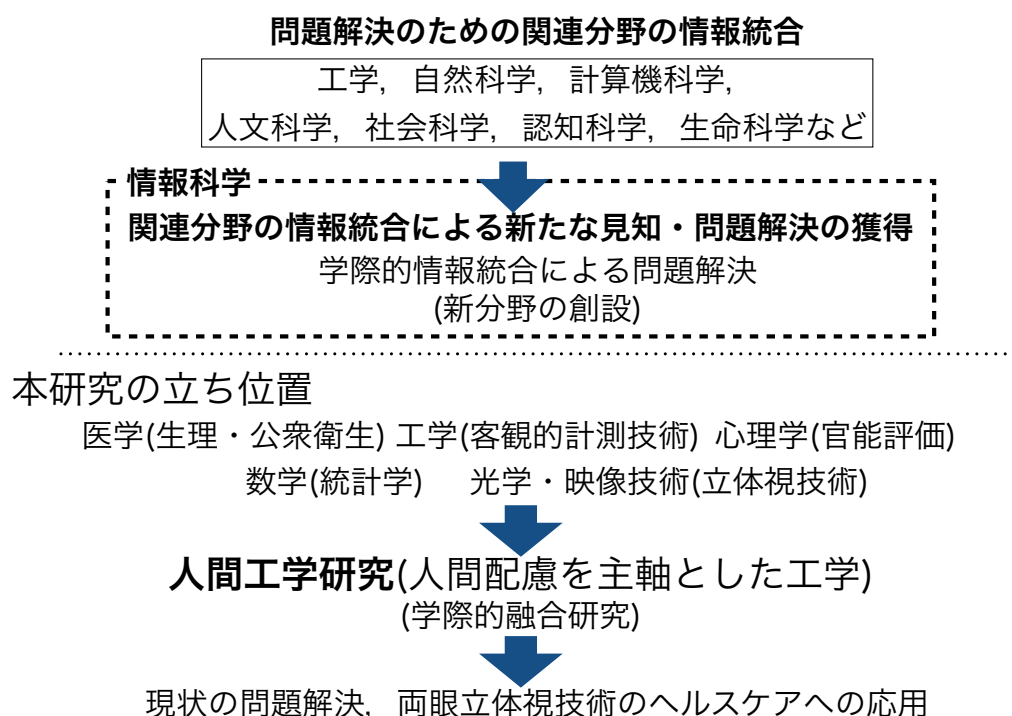 問題解決のための関連分野の情報統合
工学，自然科学，計算機科学，
人文科学，社会科学，認知科学，生命科学など
情報科学
関連分野の情報統合による新たな見知・問題解決の獲得
学際的情報統合による問題解決
(新分野の創設)
本研究の立ち位置
医学(生理・公衆衛生) 工学(客観的計測技術) 心理学(官能評価)
数学(統計学) 光学・映像技術(立体視技術)
人間工学研究(人間配慮を主軸とした工学)
(学際的融合研究)
現状の問題解決，両眼立体視技術のヘルスケアへの応用